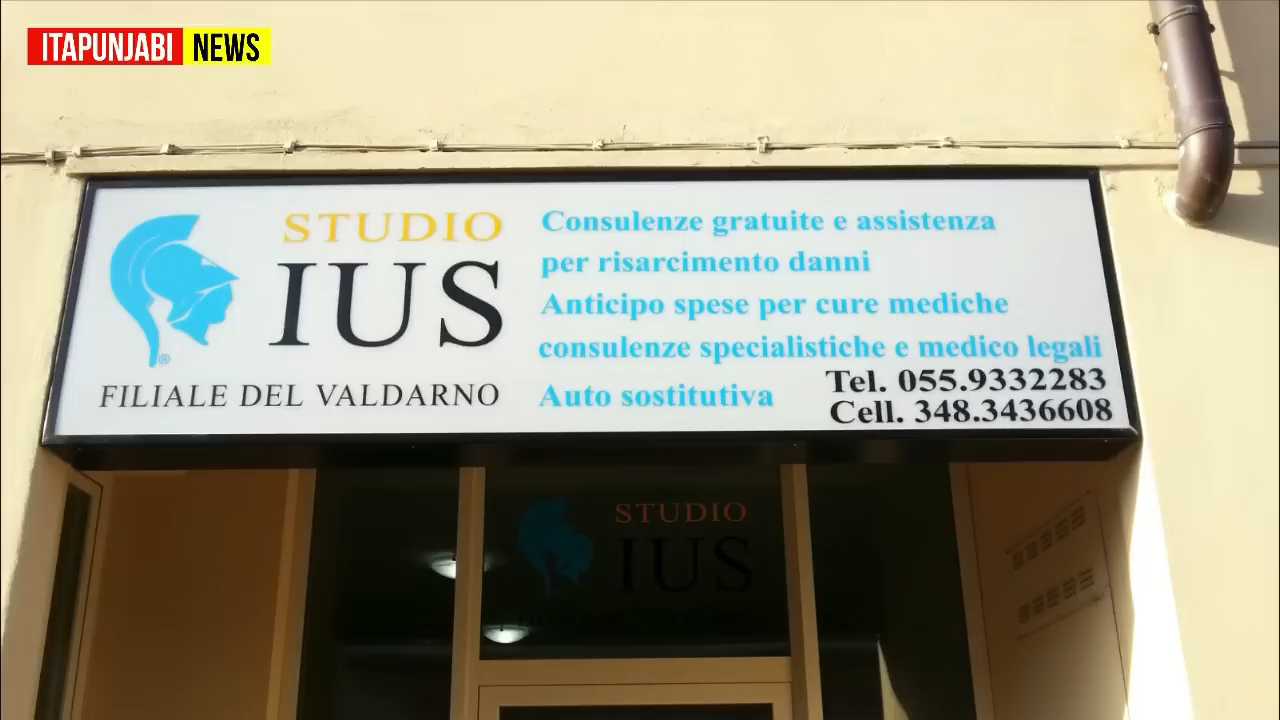 ITAPUNJABI NEWS
STUDIO
IUS
FILIALE DEL VALDARNO
®
Consulenze gratuite e assistenza
per risarcimento danni
Anticipo spese per cure mediche
consulenze specialistiche e medico legali
Auto sostitutiva
Tel. 055.9332283
Cell. 348.3436608
STUDIO
IUS